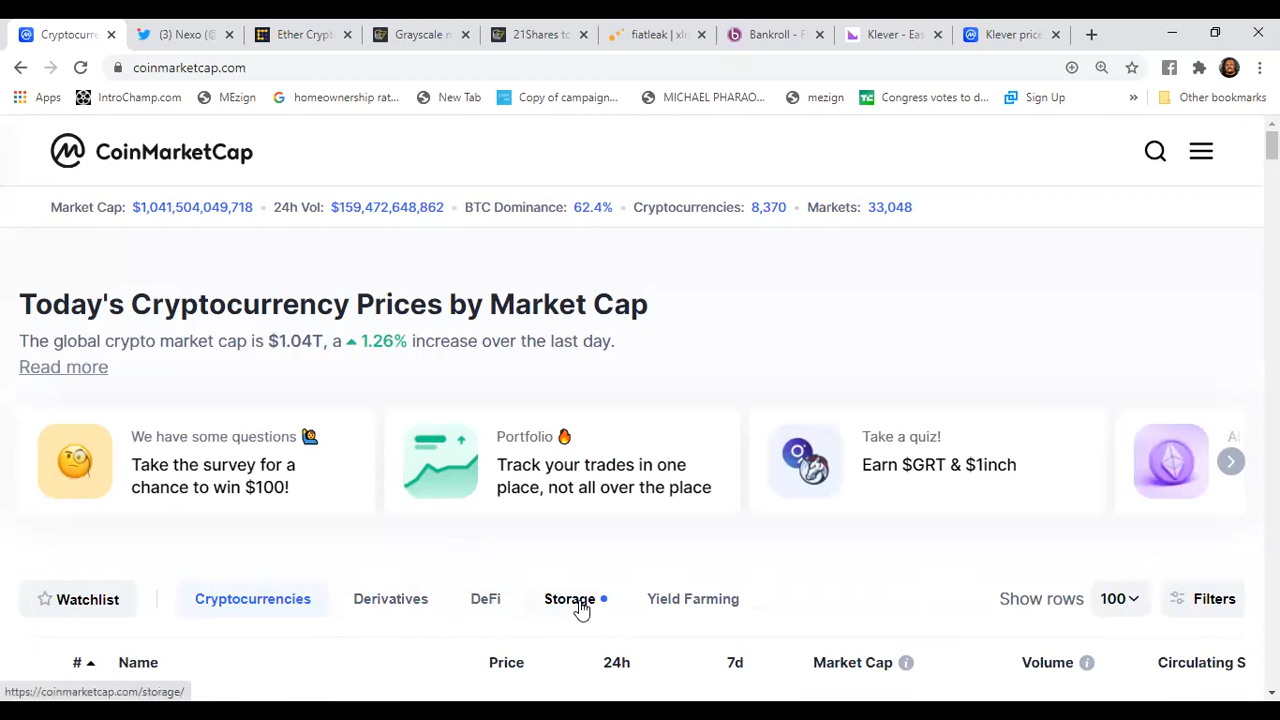 Cryptocurre
(3) Nexo (@
Ether Crypt
Grayscale m
21Shares to
fiatleak | xlm
Bankroll - F
Klever - Eas
Klever price
coinmarketcap.com
Apps
IntroChamp.com
MEzign
homeownership rat...
New Tab
Copy of campaign...
MICHAEL PHARAO...
mezign
TC
Congress votes to d...
Sign Up
»
Other bookmarks
CoinMarketCap
Market Cap: $1,041,504,049,718 24h Vol: $159,472,648,862 BTC Dominance: 62.4% Cryptocurrencies: 8,370 Markets: 33,048
Today's Cryptocurrency Prices by Market Cap
The global crypto market cap is $1.04T, a 1.26% increase over the last day.
Read more
We have some questions
Take the survey for a
chance to win $100!
Portfolio
Track your trades in one
place, not all over the place
Take a quiz!
Earn $GRT & $1inch
Watchlist Cryptocurrencies Derivatives DeFi Storage Yield Farming Show rows 100 Filters
# Name Price 24h 7d Market Cap Volume Circulating S
https://coinmarketcap.com/storage/